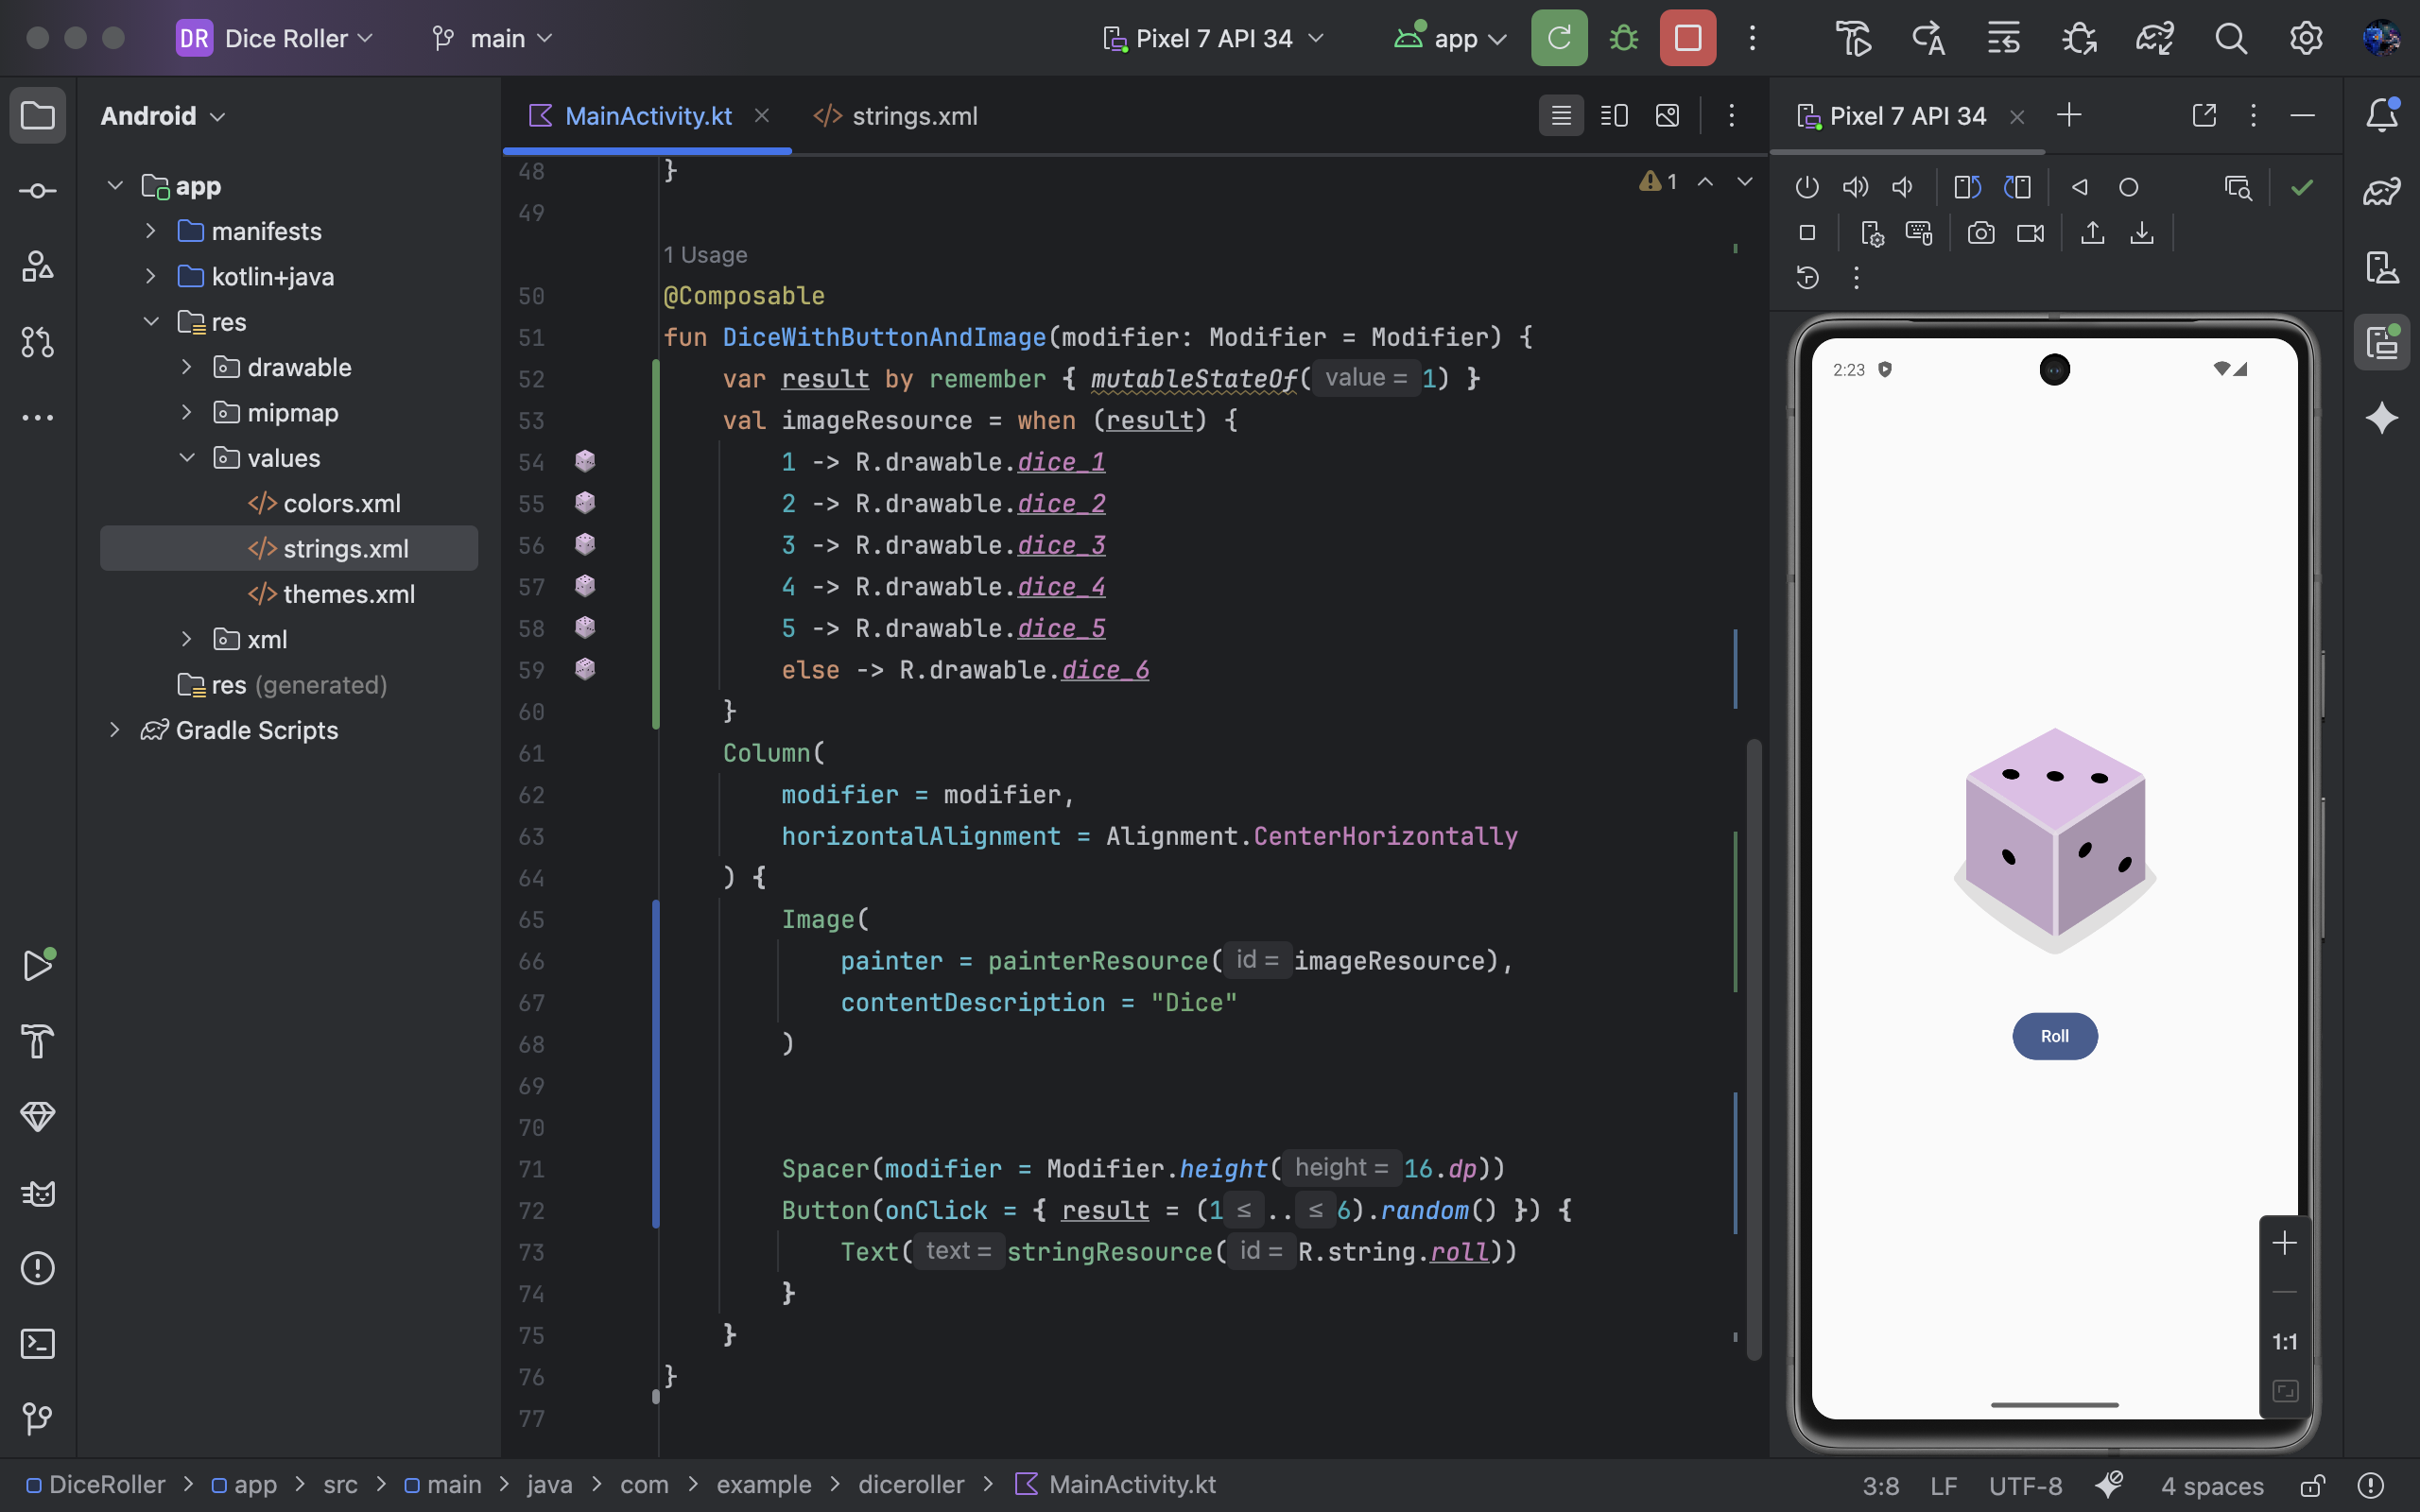 DR Dice Roller main Pixel 7 API 34 app
Android
app
manifests
kotlin+java
res
drawable
mipmap
values
colors.xml
strings.xml
themes.xml
xml
res (generated)
Gradle Scripts
MainActivity.kt strings.xml
1
48 }
49
1 Usage
50 @Composable
51 fun DiceWithButtonAndImage(modifier: Modifier = Modifier) {
52 var result by remember { mutableStateOf( value = 1) }
53 val imageResource = when (result) {
54 1 -> R.drawable.dice_1
55 2 -> R.drawable.dice_2
56 3 -> R.drawable.dice_3
57 4 -> R.drawable.dice_4
58 5 -> R.drawable.dice_5
59 else -> R.drawable.dice_6
60 }
61 Column(
62 modifier = modifier,
63 horizontalAlignment = Alignment.CenterHorizontally
64 ) {
65 Image(
66 painter = painterResource( id = imageResource),
67 contentDescription = "Dice"
68 )
69
70
71 Spacer(modifier = Modifier.height( height = 16.dp))
72 Button(onClick = { result = (1 ≤ .. ≤ 6).random() }) {
73 Text( text = stringResource( id = R.string.roll))
74 }
75 }
76 }
77
Pixel 7 API 34
2:23
Roll
1:1
DiceRoller > app > src > main > java > com > example > diceroller > MainActivity.kt
3:8 LF UTF-8 4 spaces